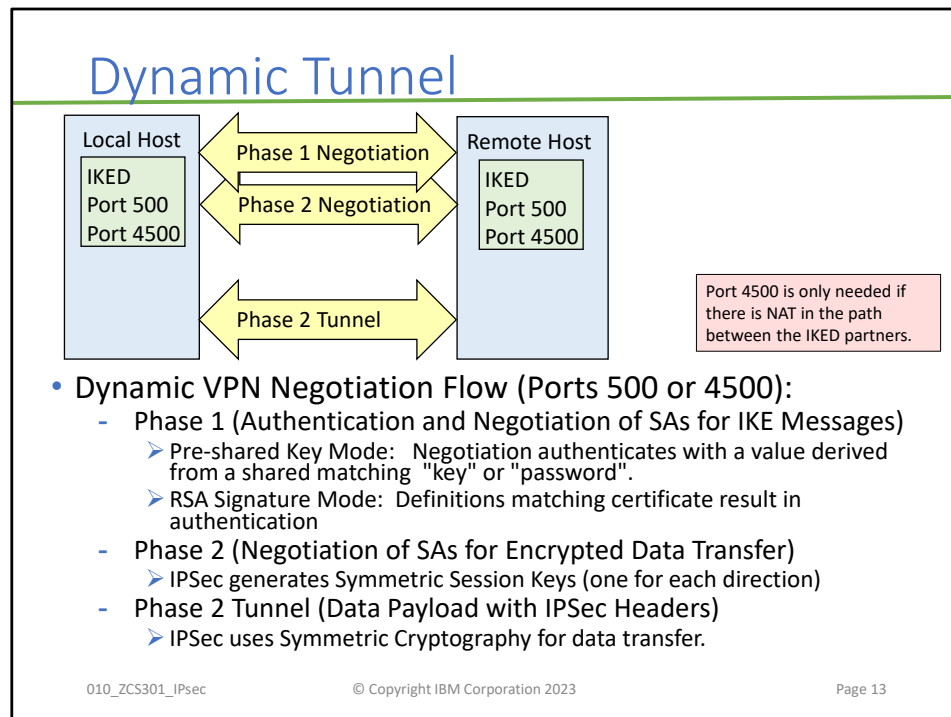 Dynamic Tunnel
Local Host
IKED
Port 500
Port 4500
Phase 1 Negotiation
Phase 2 Negotiation
Phase 2 Tunnel
Remote Host
IKED
Port 500
Port 4500
Port 4500 is only needed if
there is NAT in the path
between the IKED partners.
• Dynamic VPN Negotiation Flow (Ports 500 or 4500):
- Phase 1 (Authentication and Negotiation of SAs for IKE Messages)
➢ Pre-shared Key Mode: Negotiation authenticates with a value derived
from a shared matching "key" or "password".
➢ RSA Signature Mode: Definitions matching certificate result in
authentication
- Phase 2 (Negotiation of SAs for Encrypted Data Transfer)
➢ IPSec generates Symmetric Session Keys (one for each direction)
- Phase 2 Tunnel (Data Payload with IPSec Headers)
➢ IPSec uses Symmetric Cryptography for data transfer.
010_ZCS301_IPsec
© Copyright IBM Corporation 2023
Page 13